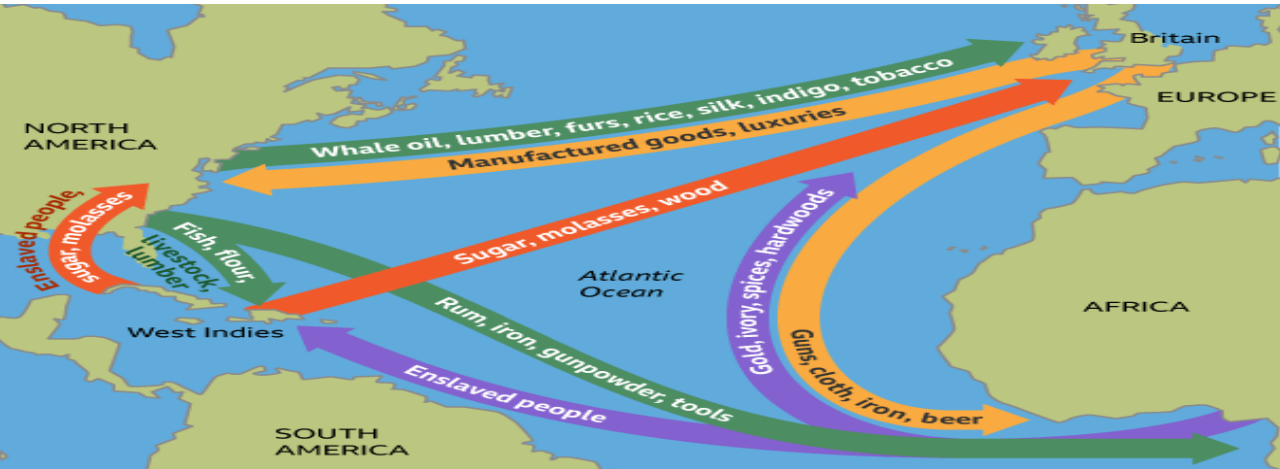 Britain
EUROPE
NORTH
AMERICA
Whale oil, lumber, furs, rice, silk, indigo, tobacco
Manufactured goods, luxuries
Enslaved people,
sugar, molasses
Fish, flour,
livestock,
lumber
Sugar, molasses, wood
Gold, ivory, spices, hardwoods
Atlantic
Ocean
AFRICA
West Indies
Rum, iron, gunpowder, tools
Guns, cloth, iron, beer
Enslaved people
SOUTH
AMERICA